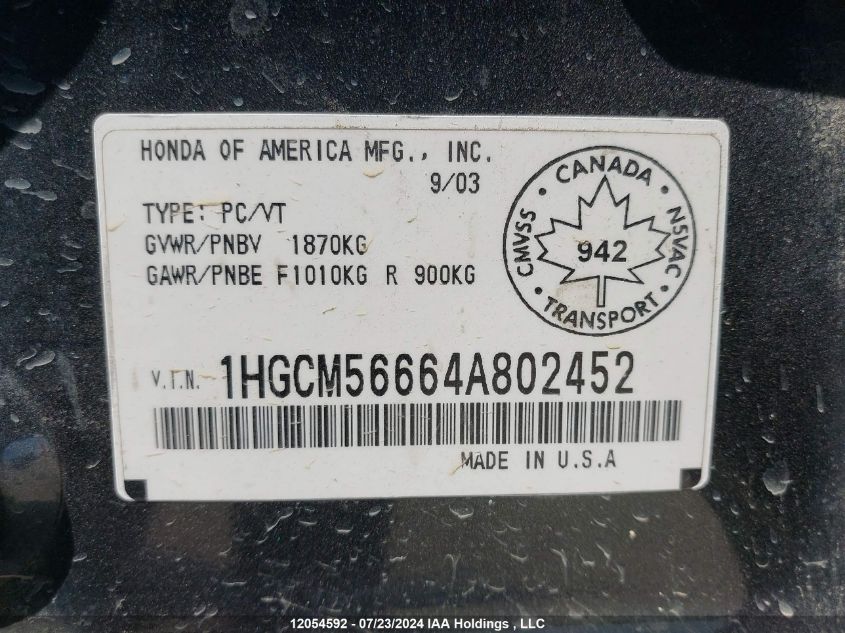 HONDA OF AMERICA MFG., INC.
9/03
TYPE: PC/VT
GVWR/PNBV 1870KG
GAWR/PNBE F1010KG R 900KG
CANADA
CMVSS
942
NSVAC
TRANSPORT
V.I.N. 1HGCM56664A802452
MADE IN U.S.A
12054592 - 07/23/2024 IAA Holdings , LLC